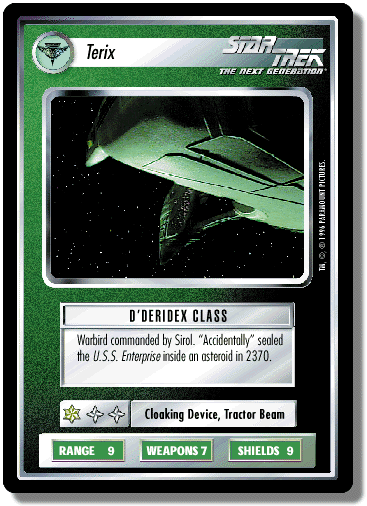 Terix
STAR TREK
THE NEXT GENERATION®
TM, © ® 1996 PARAMOUNT PICTURES.
D'DERIDEX CLASS
Warbird commanded by Sirol. "Accidentally" sealed
the U.S.S. Enterprise inside an asteroid in 2370.
Cloaking Device, Tractor Beam
RANGE 9 WEAPONS 7 SHIELDS 9